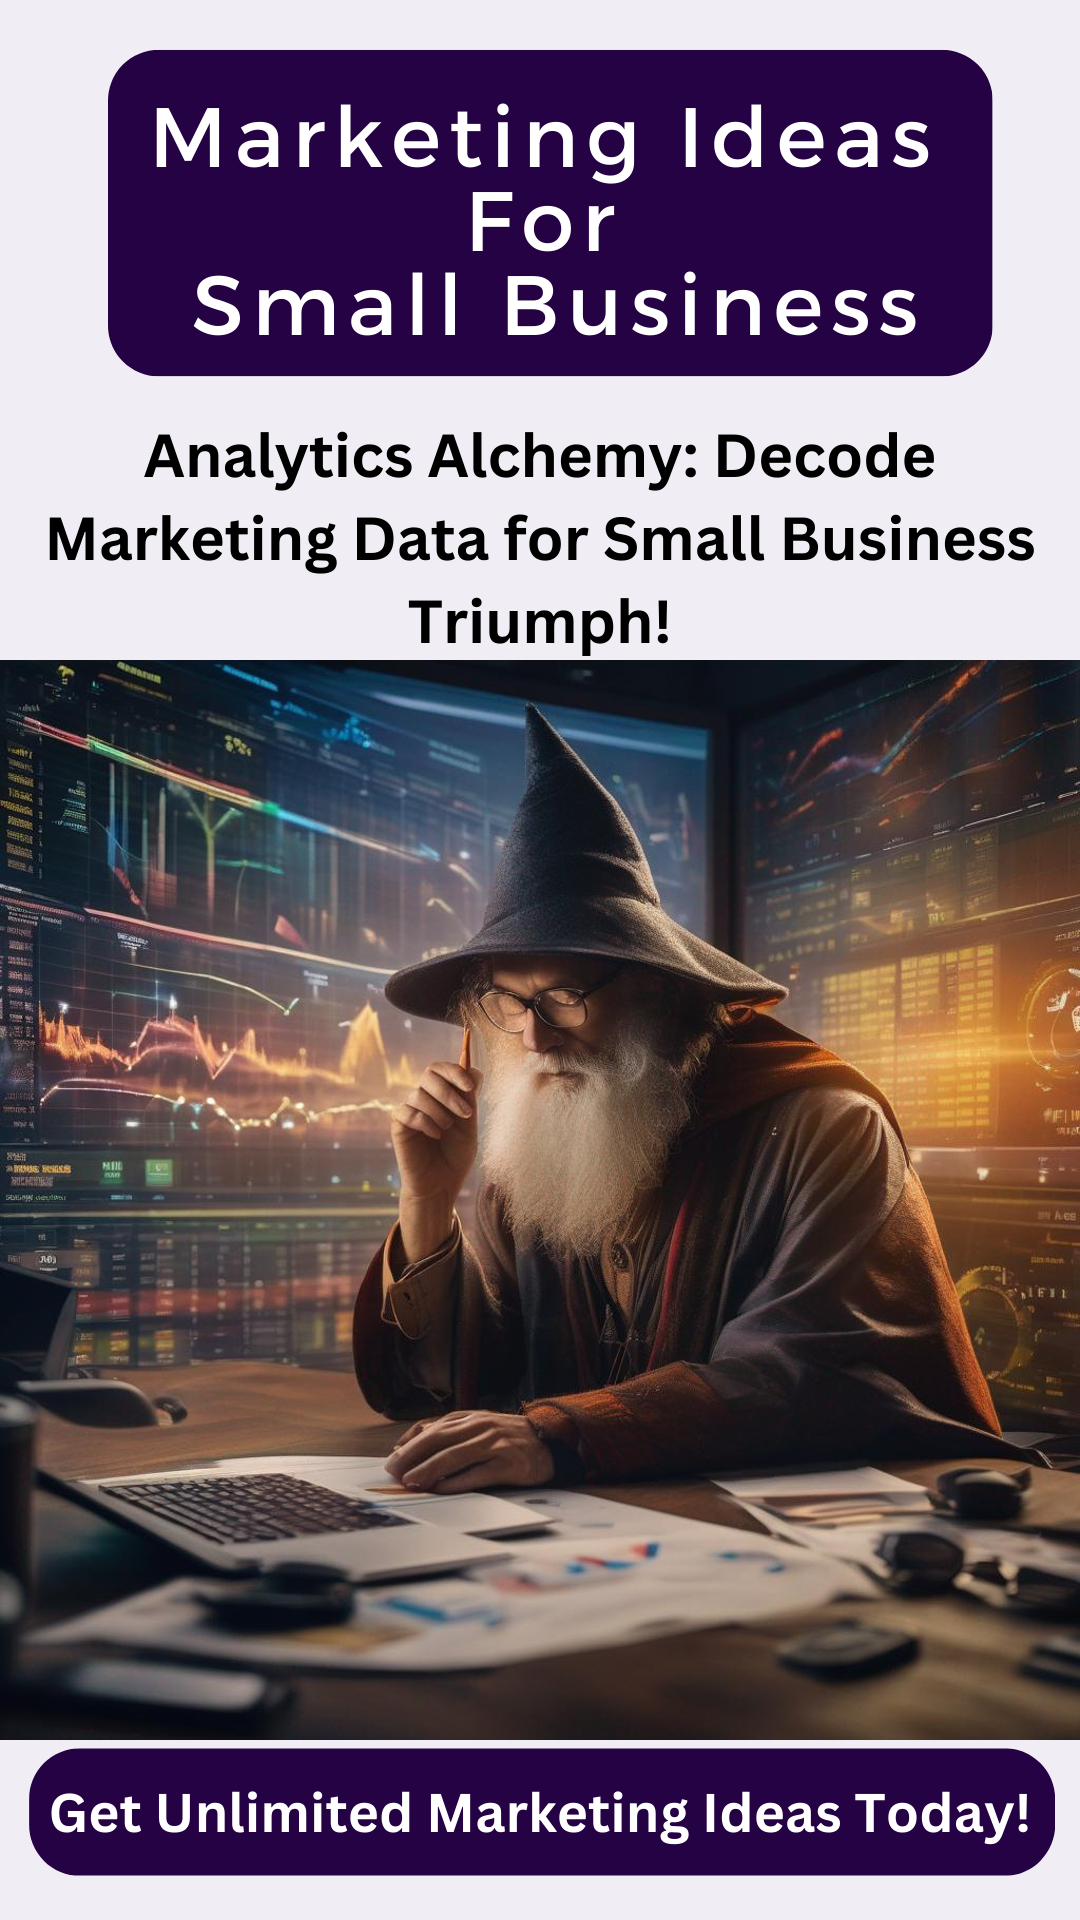 Marketing Ideas
For
Small Business
Analytics Alchemy: Decode
Marketing Data for Small Business
Triumph!
Get Unlimited Marketing Ideas Today!